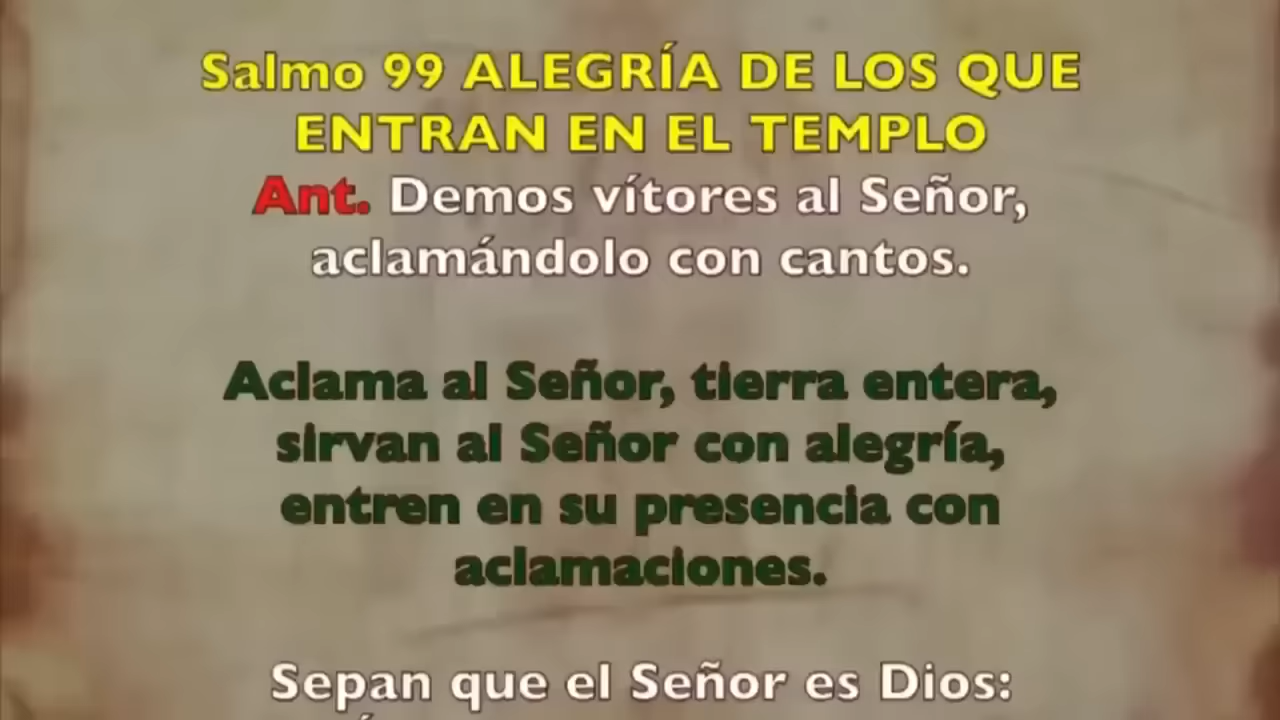 Salmo 99 ALEGRÍA DE LOS QUE
ENTRAN EN EL TEMPLO
Ant. Demos vítores al Señor,
aclamándolo con cantos.
Aclama al Señor, tierra entera,
sirvan al Señor con alegría,
entren en su presencia con
aclamaciones.
Sepan que el Señor es Dios: